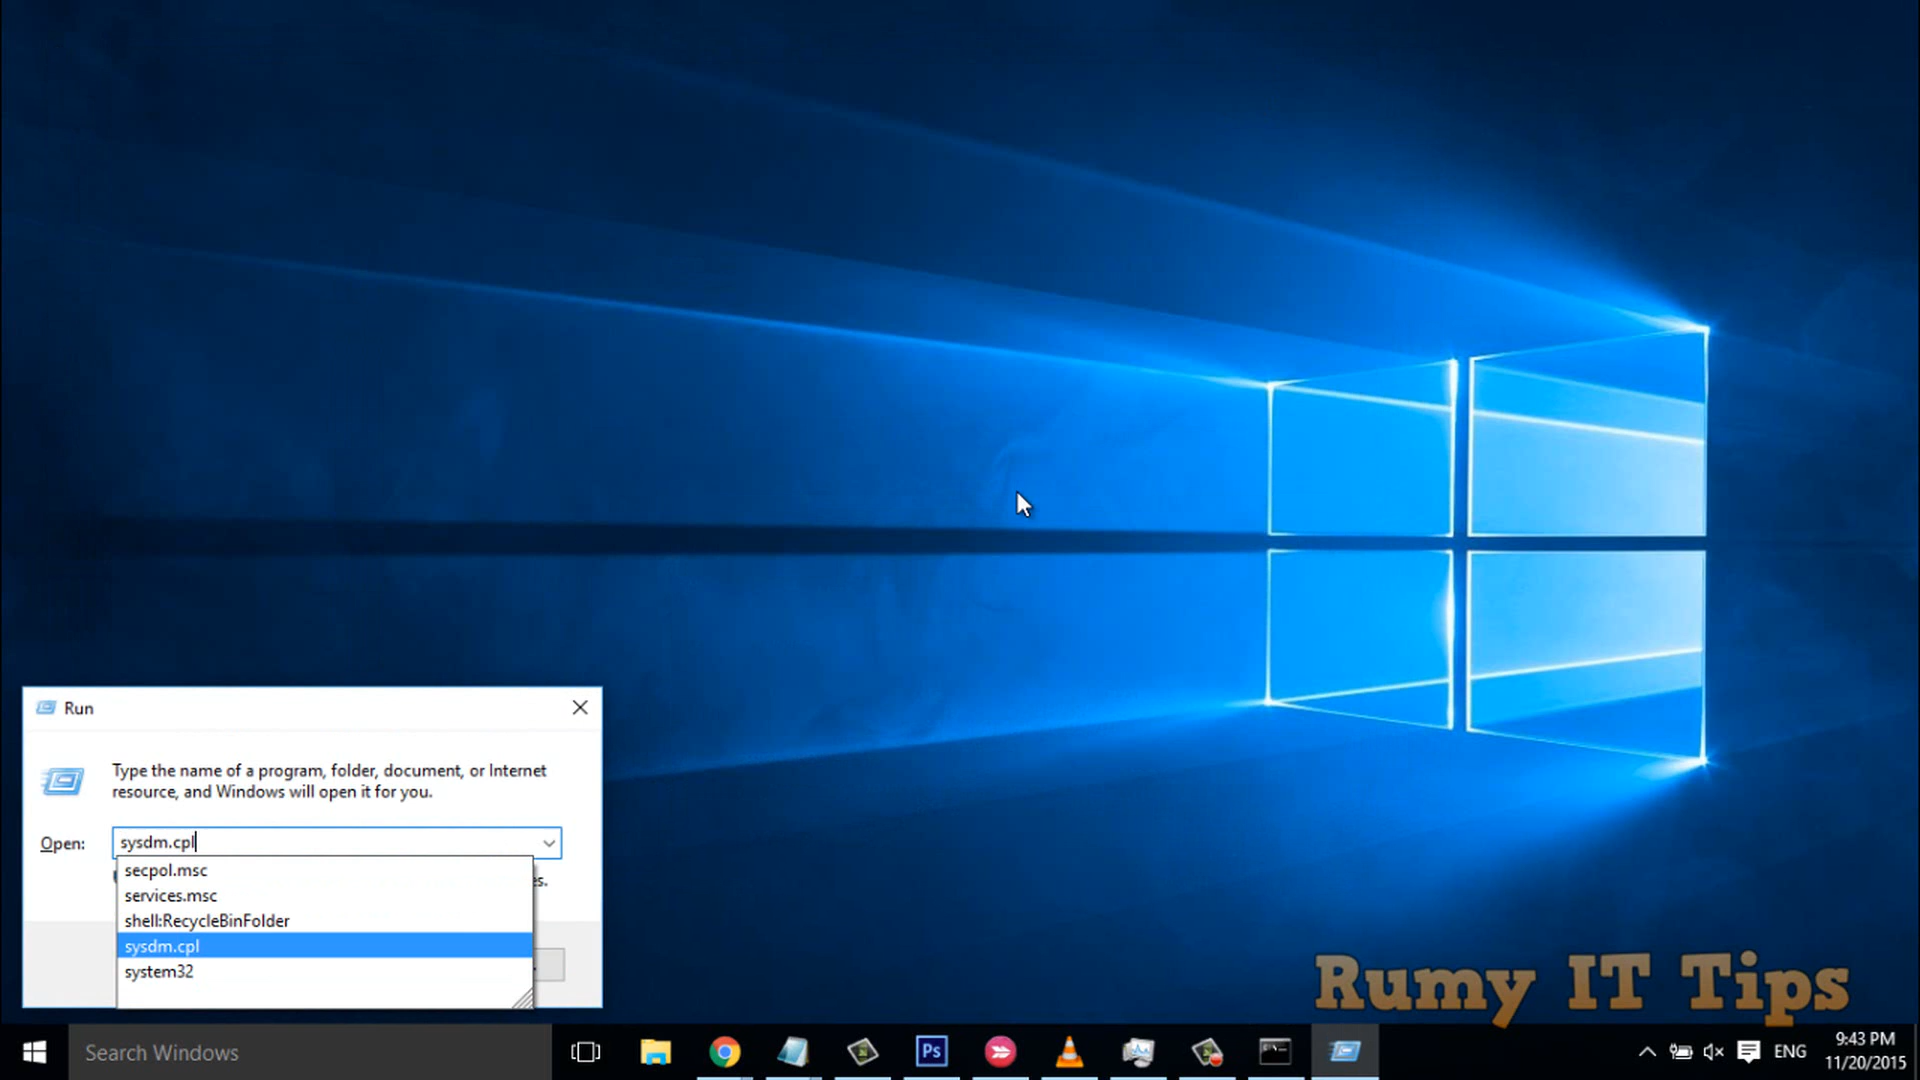 Run
Type the name of a program, folder, document, or Internet
resource, and Windows will open it for you.
Open:
sysdm.cpl
secpol.msc
es.
services.msc
shell:RecycleBinFolder
sysdm.cpl
system32
Rumy IT Tips
Search Windows
Ps
ENG
9:43 PM
11/20/2015